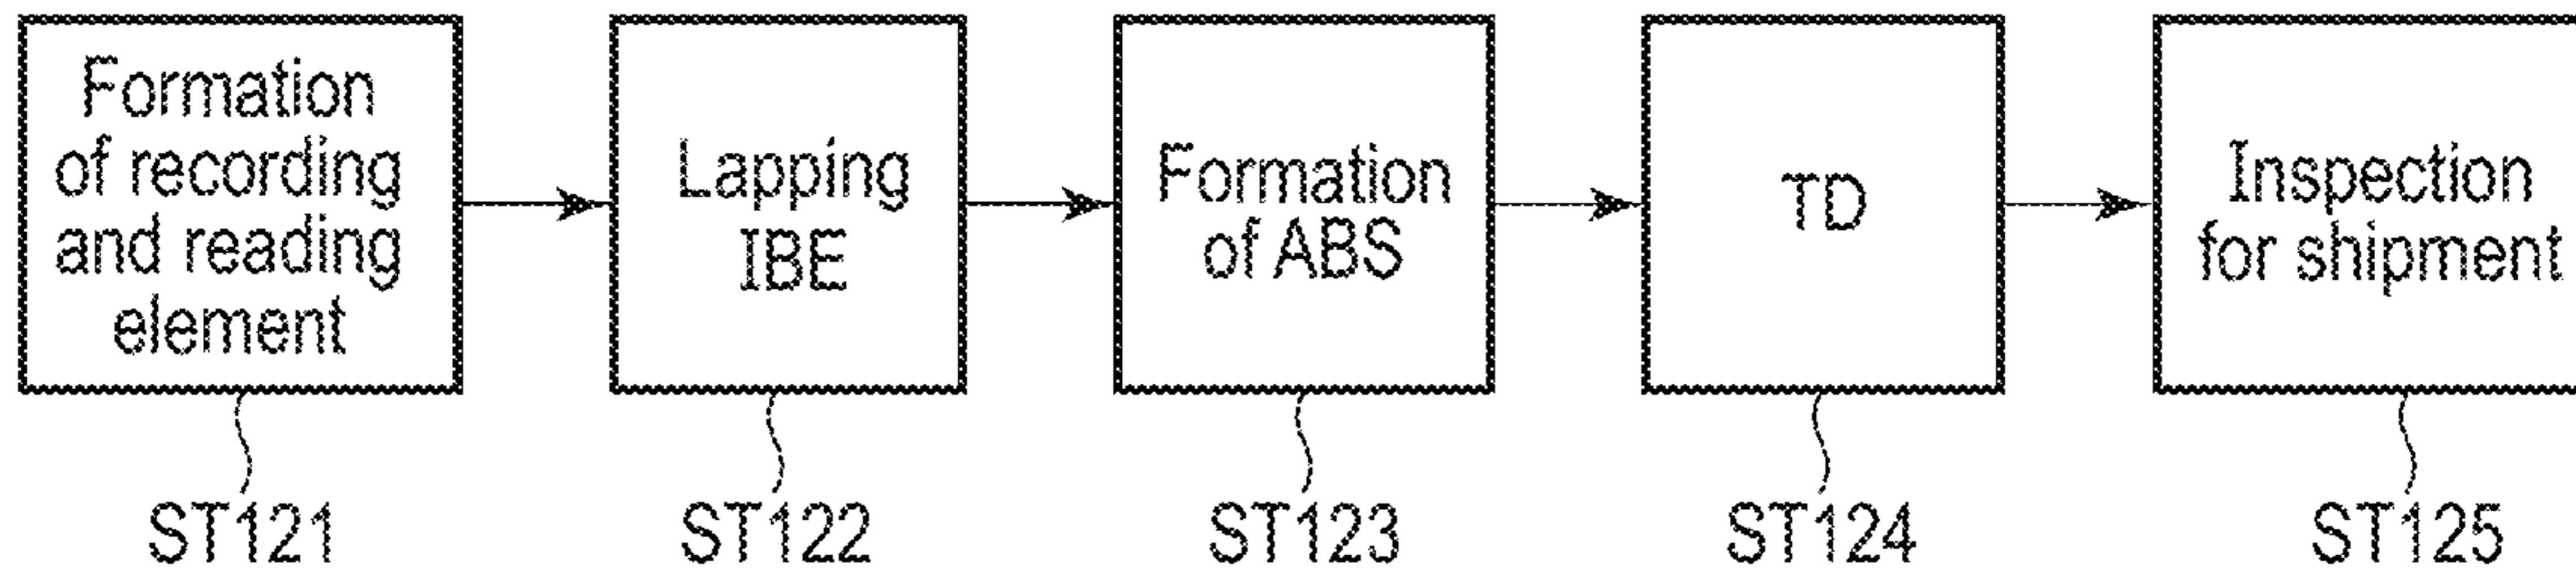 Formation
of recording
and reading
element
Lapping
IBE
Formation
of ABS
TD
Inspection
for shipment
ST121
ST122
ST123
ST124
ST125